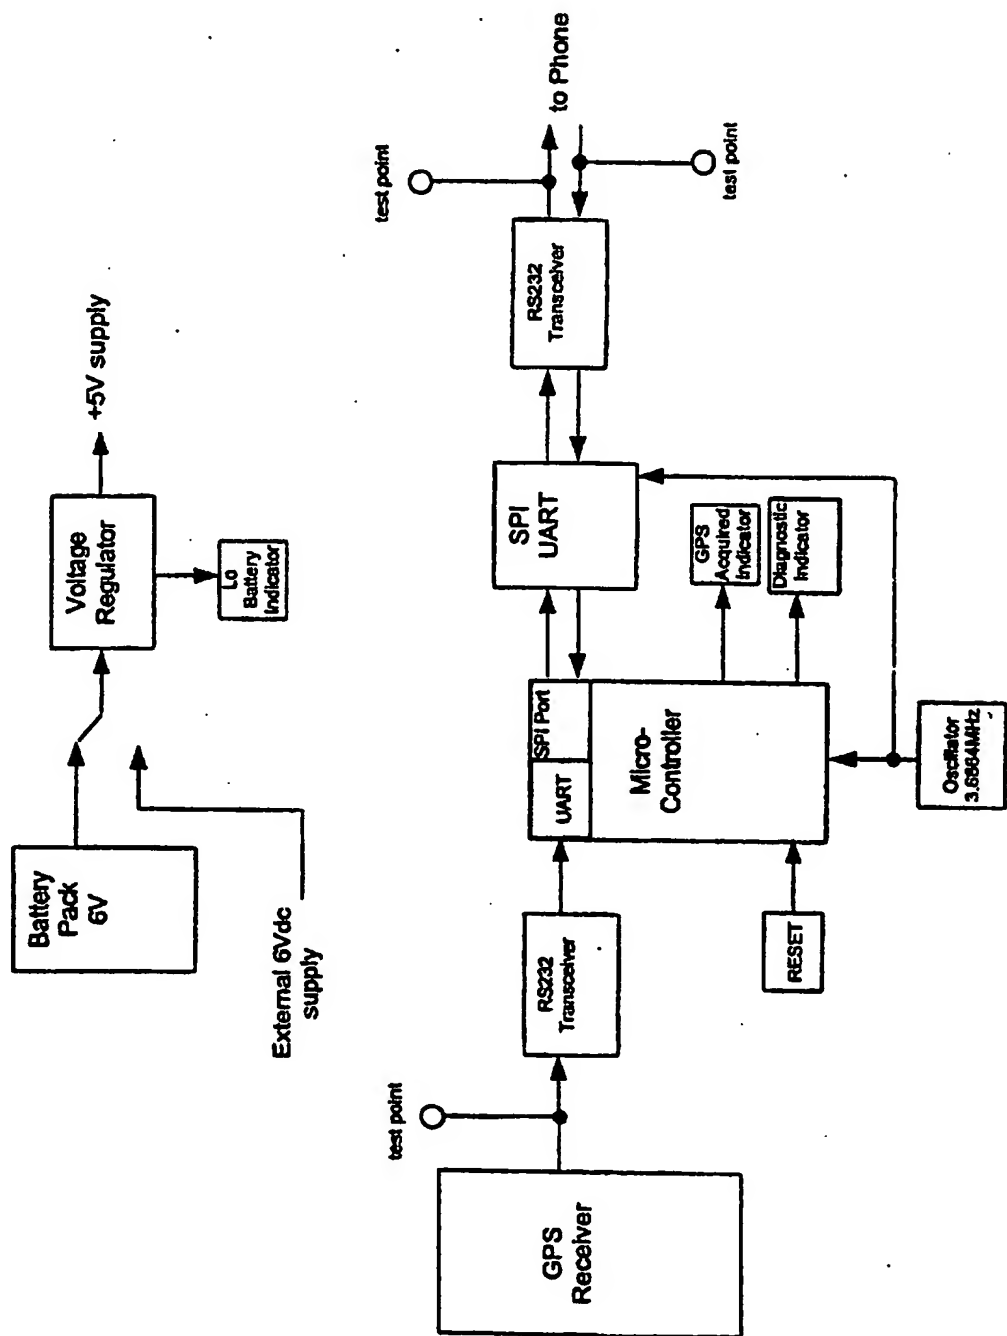 Battery
Pack
6V
External 6Vdc
supply
Voltage
Regulator
+5V supply
Lo
Battery
Indicator
GPS
Receiver
test point
RS232
Transceiver
UART
SPI Port
Micro-
Controller
RESET
Oscillator
3.6864MHz
GPS
Acquired
Indicator
Diagnostic
Indicator
SPI
UART
RS232
Transceiver
test point
to Phone
test point